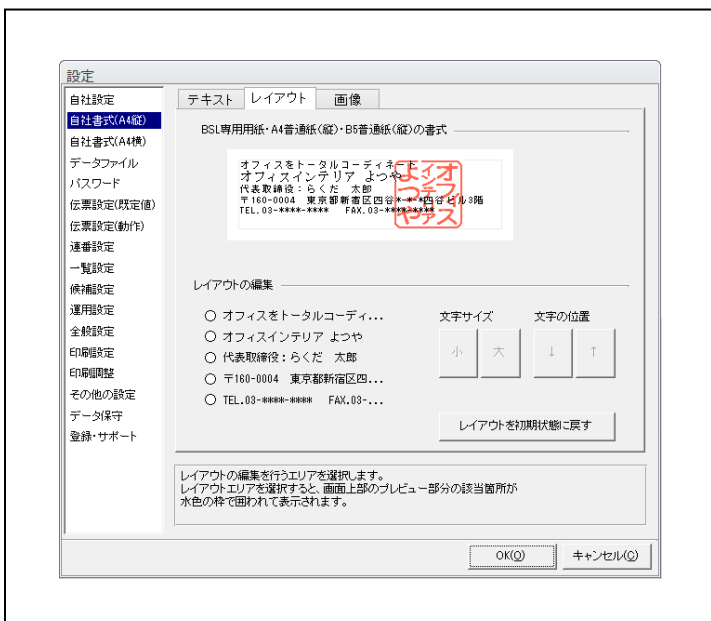 設定
自社設定
自社書式(A4縦)
自社書式(A4横)
データファイル
パスワード
伝票設定(既定値)
伝票設定(動作)
連番設定
一覧設定
候補設定
運用設定
全般設定
印刷設定
印刷調整
その他の設定
データ保守
登録・サポート
テキスト
レイアウト
画像
BSL専用用紙・A4普通紙(縦)・B5普通紙(縦)の書式
オフィスをトータルコーディネート
オフィスインテリア よつや
代表取締役：らくだ 太郎
〒160-0004 東京都新宿区四谷*-*-*四谷ビル3階
TEL.03-****-**** FAX.03-****-****
レイアウトの編集
オフィスをトータルコーディ...
オフィスインテリア よつや
代表取締役：らくだ 太郎
〒160-0004 東京都新宿区四...
TEL.03-****-**** FAX.03-...
文字サイズ
文字の位置
小
大
↓
↑
レイアウトを初期状態に戻す
レイアウトの編集を行うエリアを選択します。
レイアウトエリアを選択すると、画面上部のプレビュー部分の該当箇所が
水色の枠で囲われて表示されます。
OK(O)
キャンセル(C)